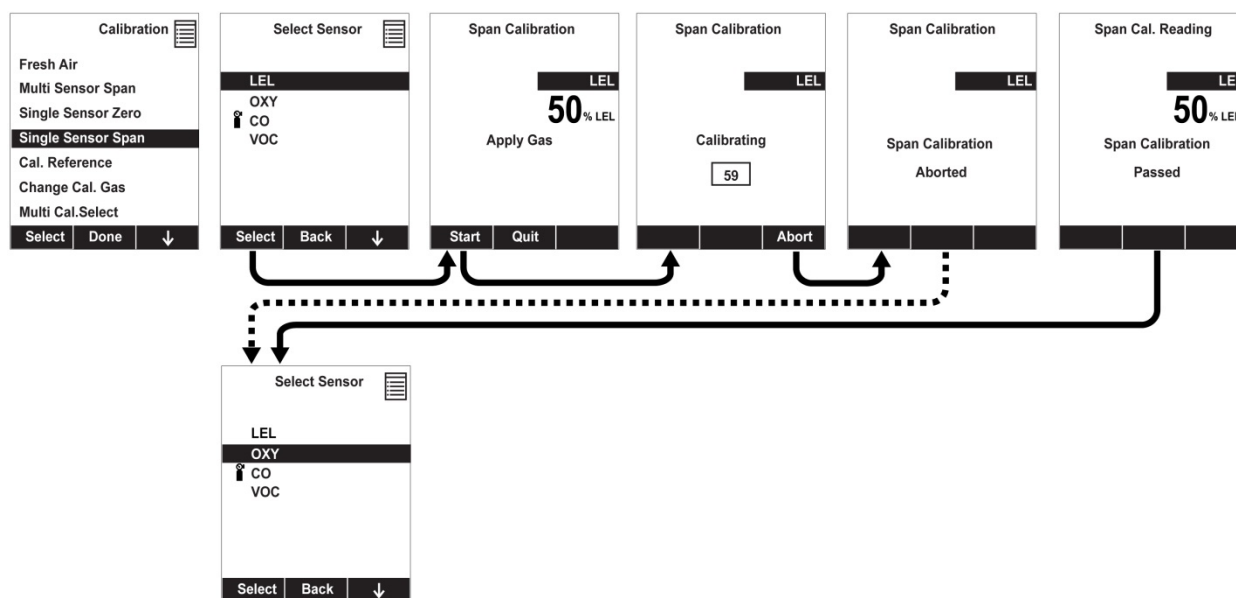 Calibration
Fresh Air
Multi Sensor Span
Single Sensor Zero
Single Sensor Span
Cal. Reference
Change Cal. Gas
Multi Cal.Select
Select Done ↓
Select Sensor
LEL
OXY
CO
VOC
Select Back ↓
Span Calibration
LEL
50 % LEL
Apply Gas
Start Quit
Span Calibration
LEL
Calibrating
59
Abort
Span Calibration
LEL
Span Calibration
Aborted
Span Cal. Reading
LEL
50 % LEL
Span Calibration
Passed
Select Sensor
LEL
OXY
CO
VOC
Select Back ↓